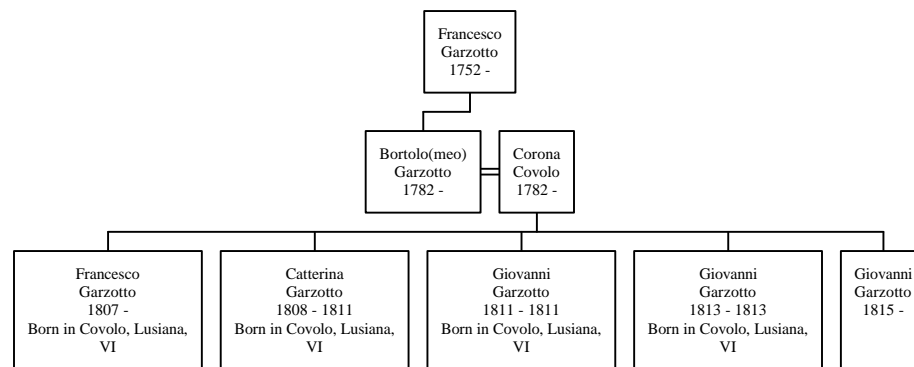 Francesco
Garzotto
1752 -
Bortolo(meo)
Garzotto
1782 -
Corona
Covolo
1782 -
Francesco
Garzotto
1807 -
Born in Covolo, Lusiana,
VI
Catterina
Garzotto
1808 - 1811
Born in Covolo, Lusiana,
VI
Giovanni
Garzotto
1811 - 1811
Born in Covolo, Lusiana,
VI
Giovanni
Garzotto
1813 - 1813
Born in Covolo, Lusiana,
VI
Giovanni
Garzotto
1815 -